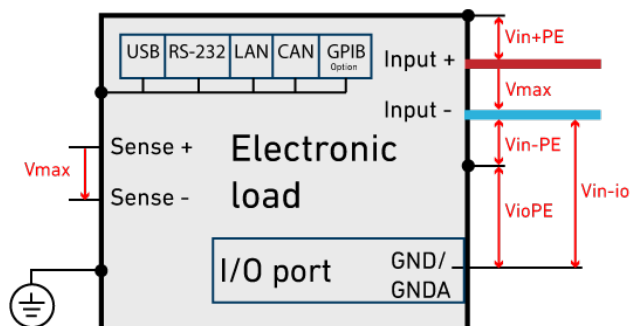 Vin+PE
USB RS-232 LAN CAN GPIB
Option
Input +
Vmax
Input -
Sense +
Electronic
load
Vin-PE
Vmax
Sense -
VioPE
Vin-io
I/O port
GND/
GNDA